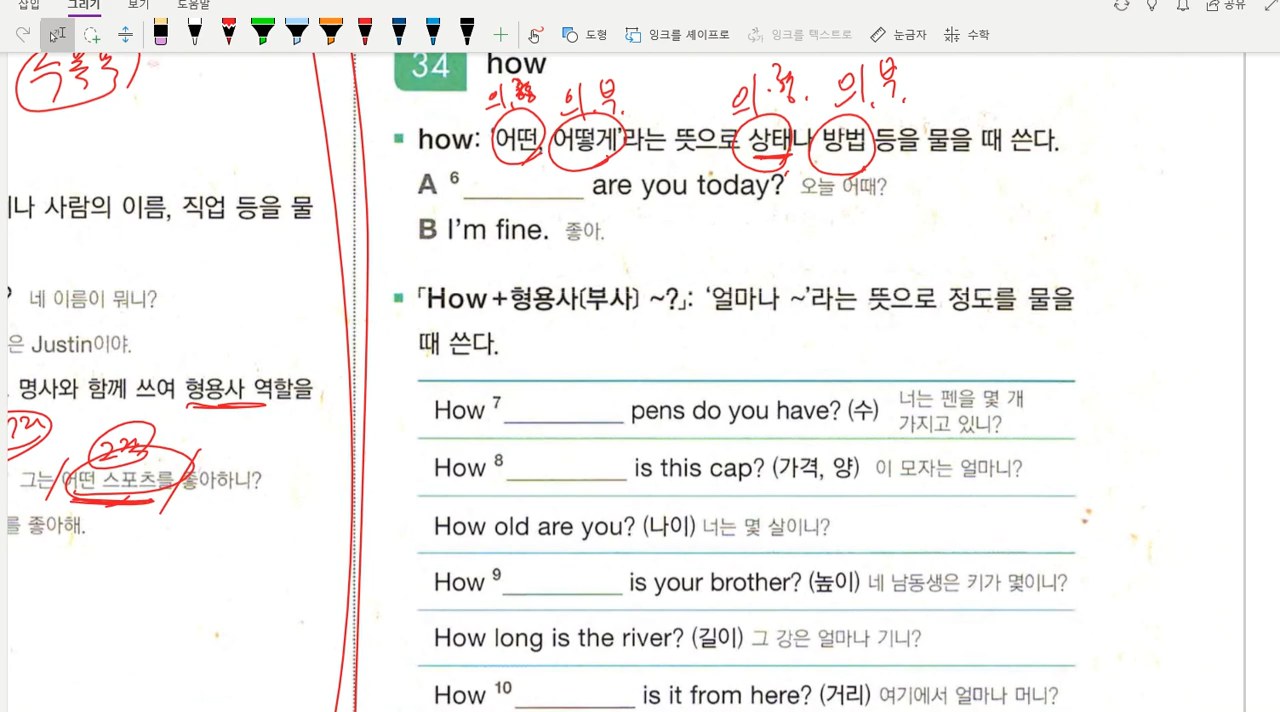 삽입 그리기 보기 도움말 공유
도형 잉크를 셰이프로 잉크를 텍스트로 눈금자 수학
수
나 사람의 이름, 직업 등을 물
네 이름이 뭐니?
은 Justin이야.
명사와 함께 쓰여 형용사 역할을
그는 어떤 스포츠를 좋아하니?
를 좋아해.
34 how
의.형 의.부. 의.형. 의.부.
▪ how: '어떤, 어떻게'라는 뜻으로 상태나 방법 등을 물을 때 쓴다.
A 6 ________ are you today? 오늘 어때?
B I'm fine. 좋아.
▪ 「How+형용사[부사] ~?」: '얼마나 ~'라는 뜻으로 정도를 물을
때 쓴다.
How 7 ________ pens do you have? (수) 너는 펜을 몇 개
가지고 있니?
How 8 ________ is this cap? (가격, 양) 이 모자는 얼마니?
How old are you? (나이) 너는 몇 살이니?
How 9 ________ is your brother? (높이) 네 남동생은 키가 몇이니?
How long is the river? (길이) 그 강은 얼마나 기니?
How 10 ________ is it from here? (거리) 여기에서 얼마나 머니?